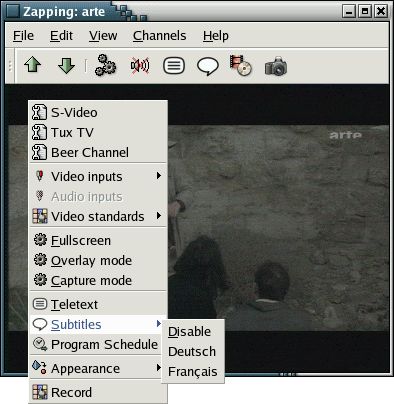 Zapping: arte
File Edit View Channels Help
arte
S-Video
Tux TV
Beer Channel
Video inputs
Audio inputs
Video standards
Fullscreen
Overlay mode
Capture mode
Teletext
Subtitles
Disable
Deutsch
Français
Program Schedule
Appearance
Record